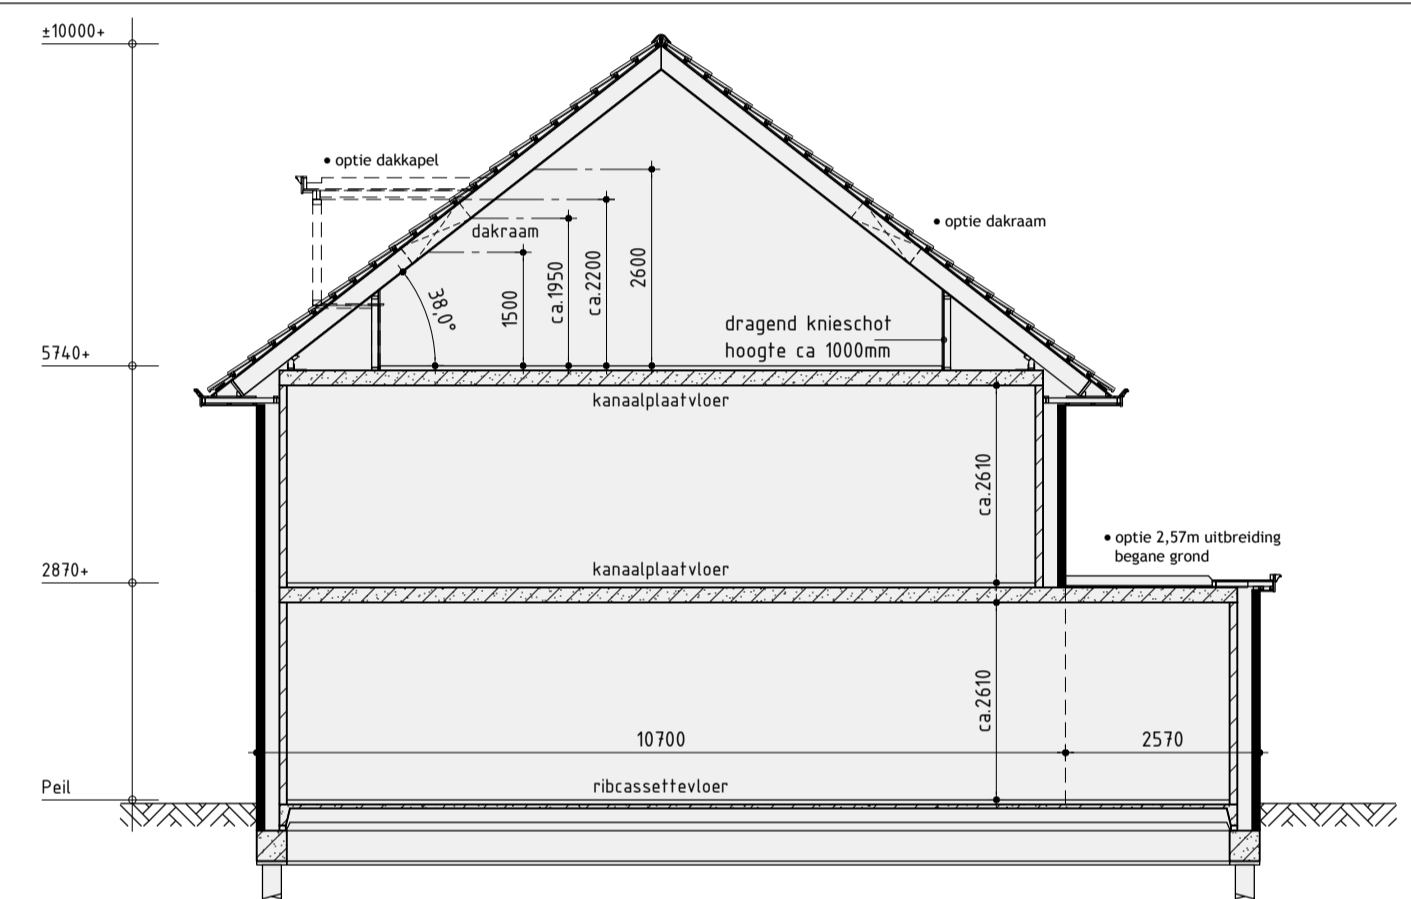 ±10000+
• optie dakkapel
• optie dakraam
dakraam
2600
ca.2200
ca.1950
1500
38,0°
dragend knieschot
hoogte ca 1000mm
5740+
kanaalplaatvloer
ca.2610
• optie 2,57m uitbreiding
begane grond
2870+
kanaalplaatvloer
ca.2610
10700
2570
Peil
ribcassettevloer